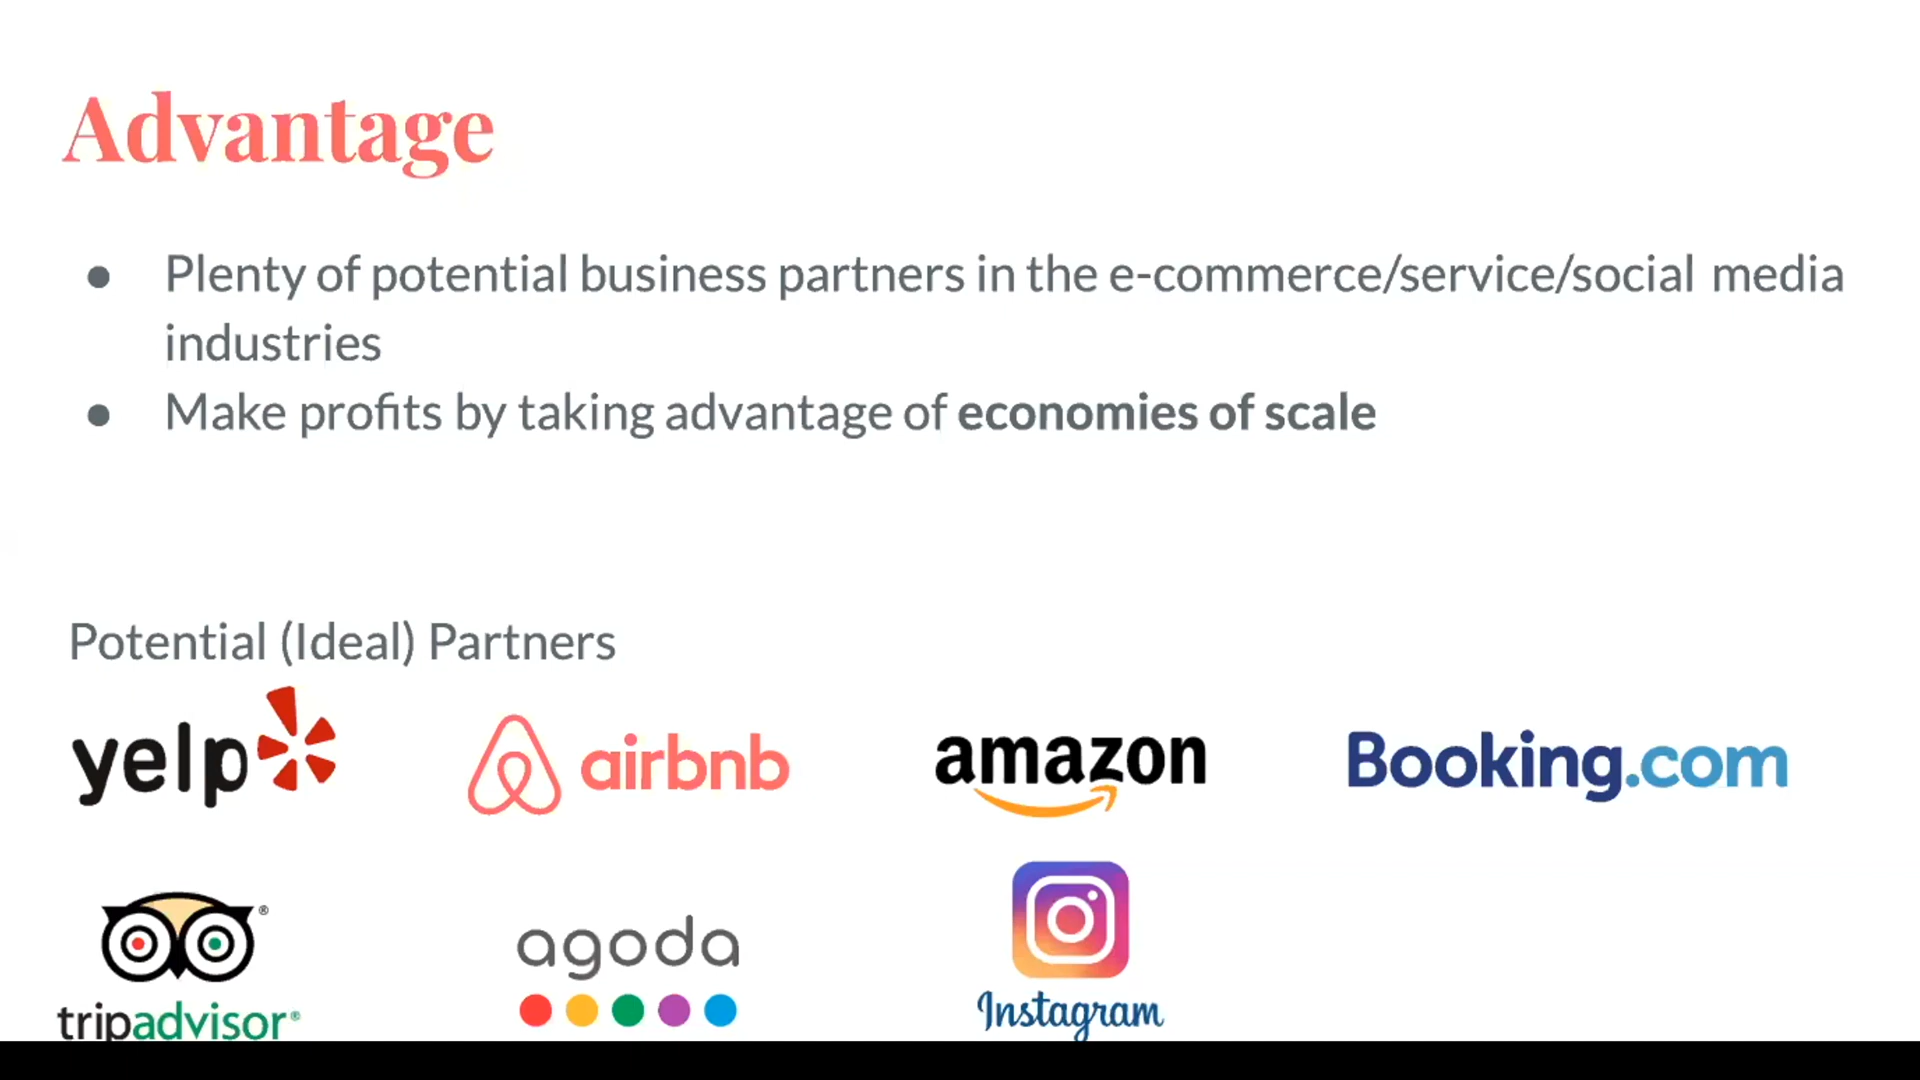 Advantage
● Plenty of potential business partners in the e-commerce/service/social media
industries
● Make profits by taking advantage of economies of scale
Potential (Ideal) Partners
yelp
airbnb
amazon
Booking.com
tripadvisor®
agoda
Instagram